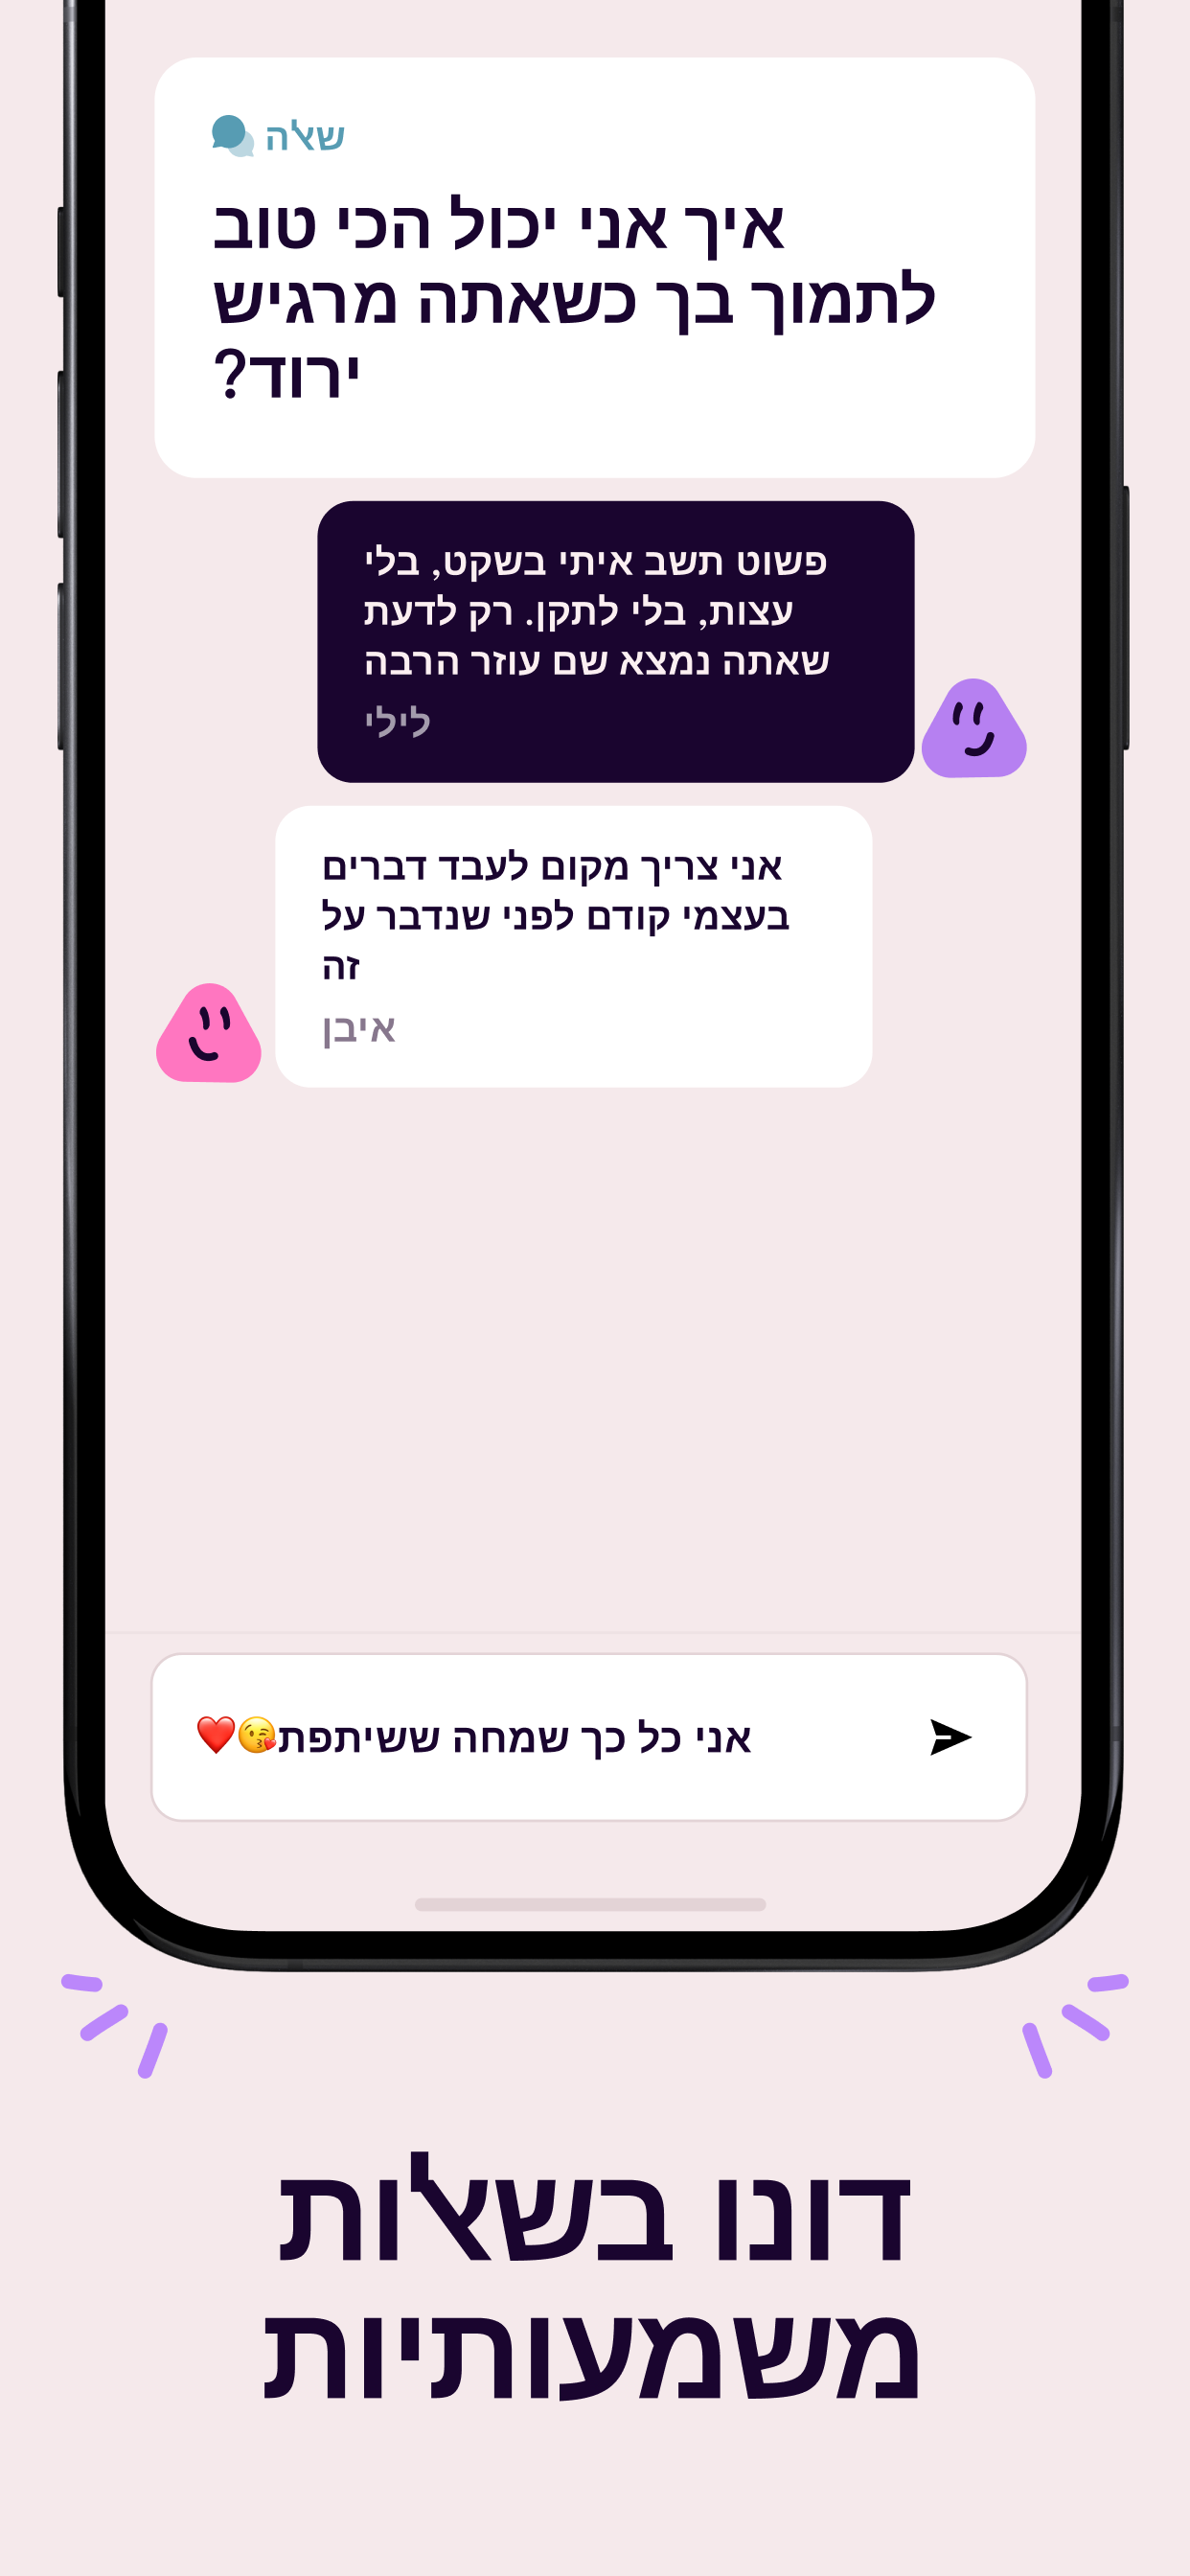 שאלה
איך אני יכול הכי טוב
לתמוך בך כשאתה מרגיש
ירוד?
פשוט תשב איתי בשקט, בלי
עצות, בלי לתקן. רק לדעת
שאתה נמצא שם עוזר הרבה
לילי
אני צריך מקום לעבד דברים
בעצמי קודם לפני שנדבר על
זה
איבן
אני כל כך שמחה ששיתפת😘❤️
דונו בשאלות
משמעותיות